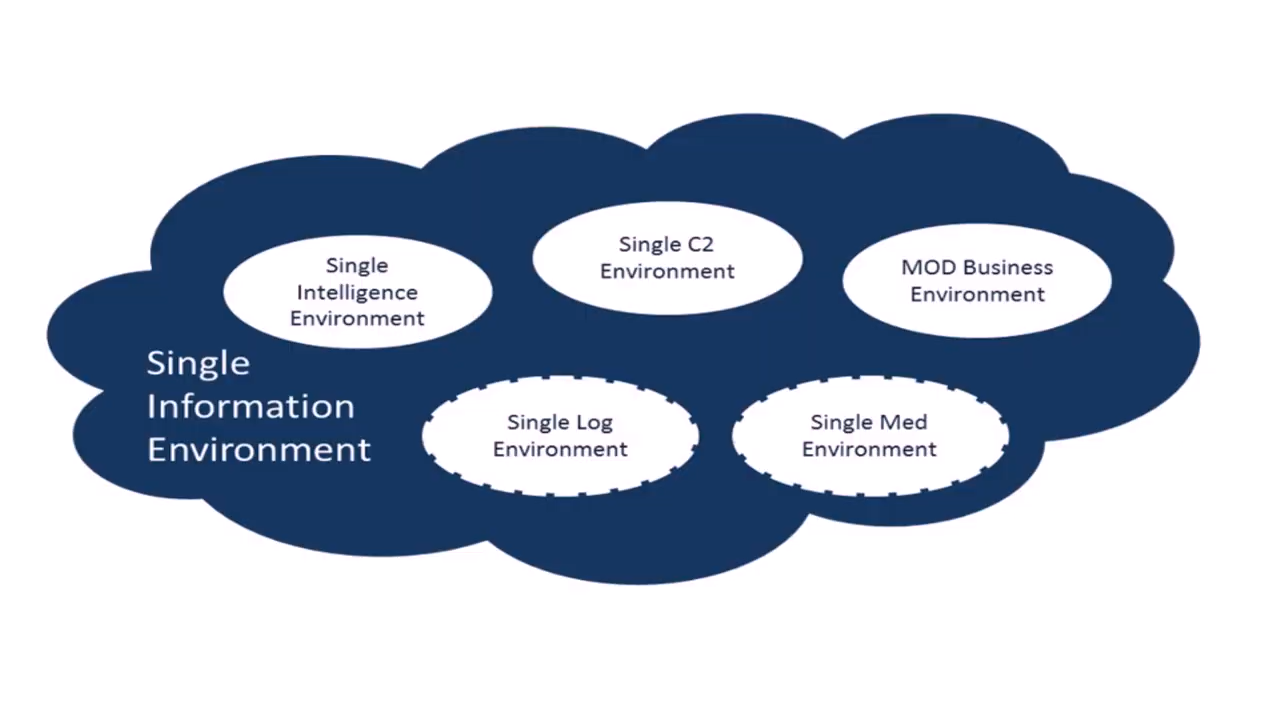 Single
Intelligence
Environment
Single C2
Environment
MOD Business
Environment
Single
Information
Environment
Single Log
Environment
Single Med
Environment